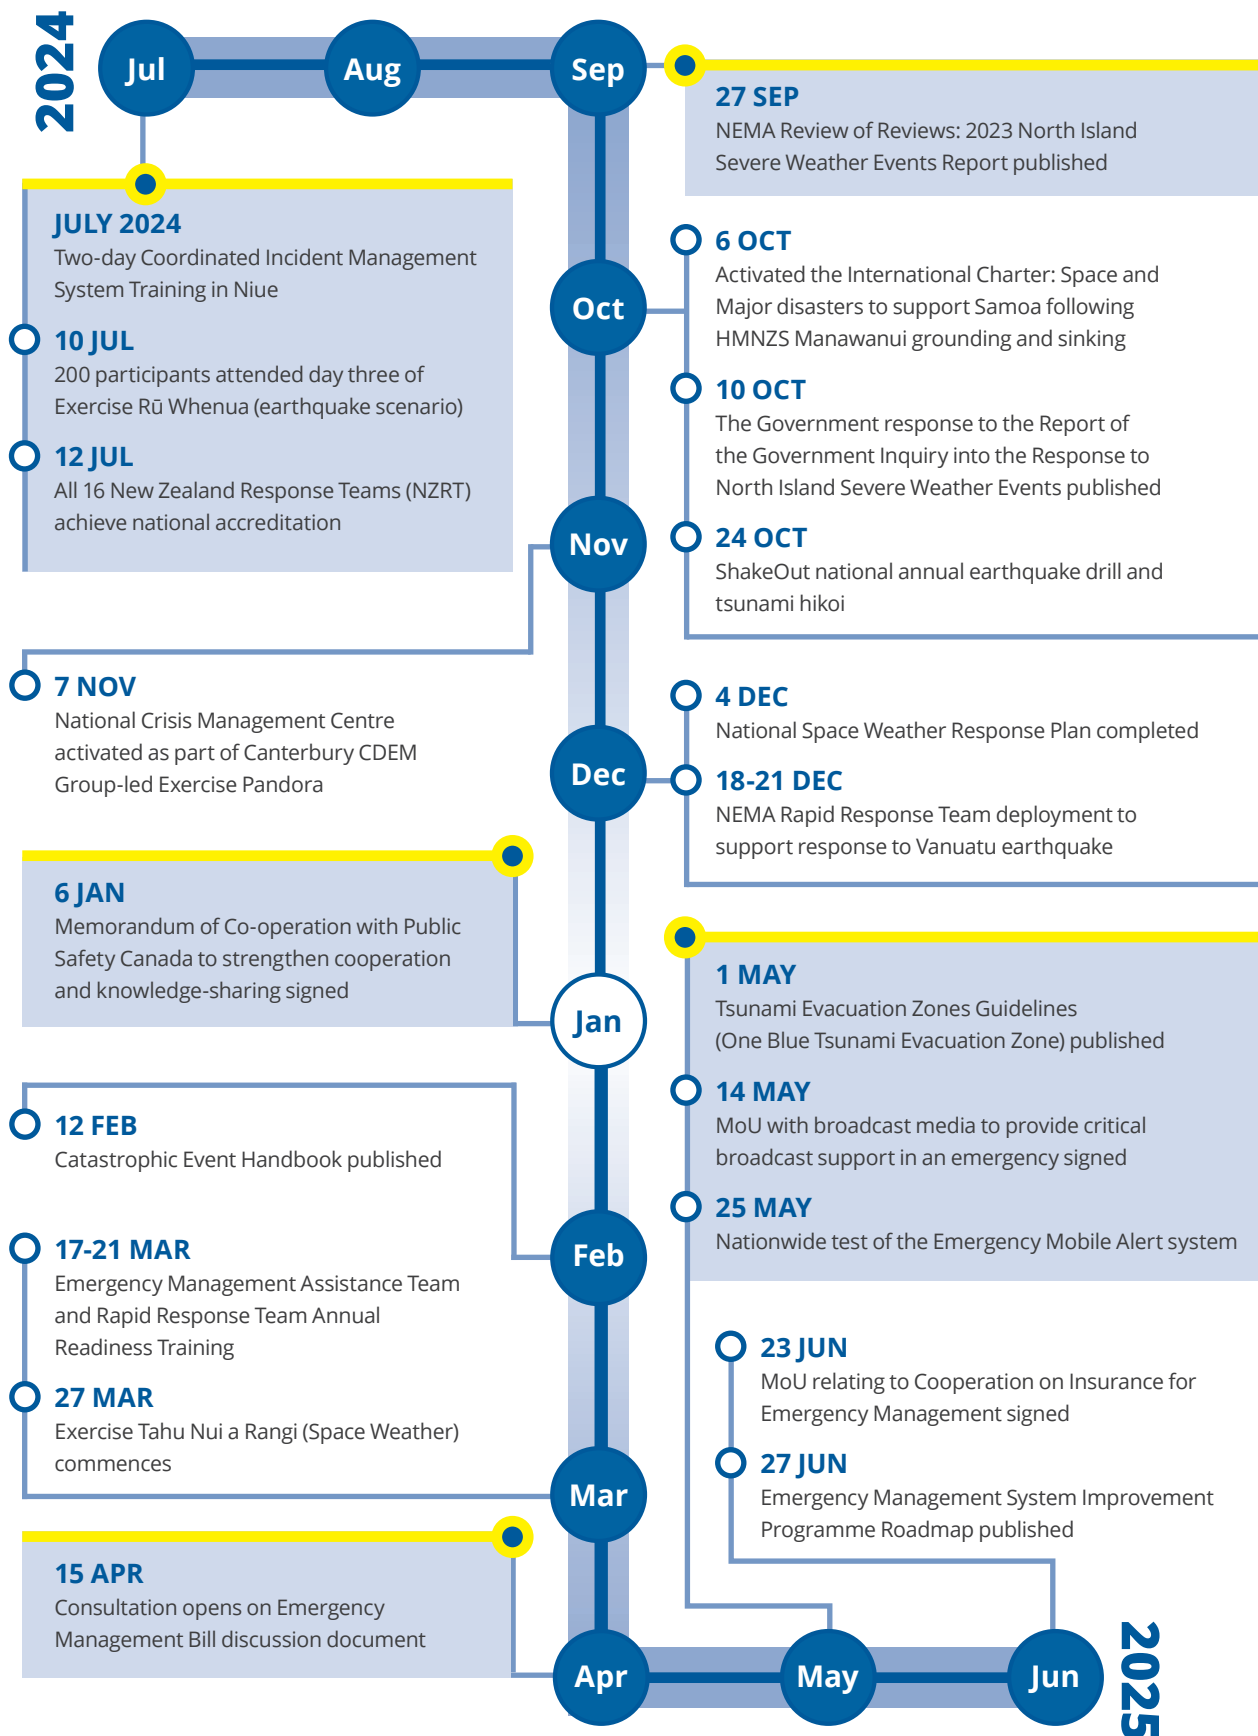 2024
Jul
Aug
Sep
27 SEP
NEMA Review of Reviews: 2023 North Island
Severe Weather Events Report published
JULY 2024
Two-day Coordinated Incident Management
System Training in Niue
10 JUL
200 participants attended day three of
Exercise Rū Whenua (earthquake scenario)
12 JUL
All 16 New Zealand Response Teams (NZRT)
achieve national accreditation
Oct
6 OCT
Activated the International Charter: Space and
Major disasters to support Samoa following
HMNZS Manawanui grounding and sinking
10 OCT
The Government response to the Report of
the Government Inquiry into the Response to
North Island Severe Weather Events published
24 OCT
ShakeOut national annual earthquake drill and
tsunami hikoi
Nov
7 NOV
National Crisis Management Centre
activated as part of Canterbury CDEM
Group-led Exercise Pandora
Dec
4 DEC
National Space Weather Response Plan completed
18-21 DEC
NEMA Rapid Response Team deployment to
support response to Vanuatu earthquake
6 JAN
Memorandum of Co-operation with Public
Safety Canada to strengthen cooperation
and knowledge-sharing signed
Jan
12 FEB
Catastrophic Event Handbook published
Feb
17-21 MAR
Emergency Management Assistance Team
and Rapid Response Team Annual
Readiness Training
27 MAR
Exercise Tahu Nui a Rangi (Space Weather)
commences
Mar
15 APR
Consultation opens on Emergency
Management Bill discussion document
Apr
1 MAY
Tsunami Evacuation Zones Guidelines
(One Blue Tsunami Evacuation Zone) published
14 MAY
MoU with broadcast media to provide critical
broadcast support in an emergency signed
25 MAY
Nationwide test of the Emergency Mobile Alert system
May
23 JUN
MoU relating to Cooperation on Insurance for
Emergency Management signed
27 JUN
Emergency Management System Improvement
Programme Roadmap published
Jun
2025